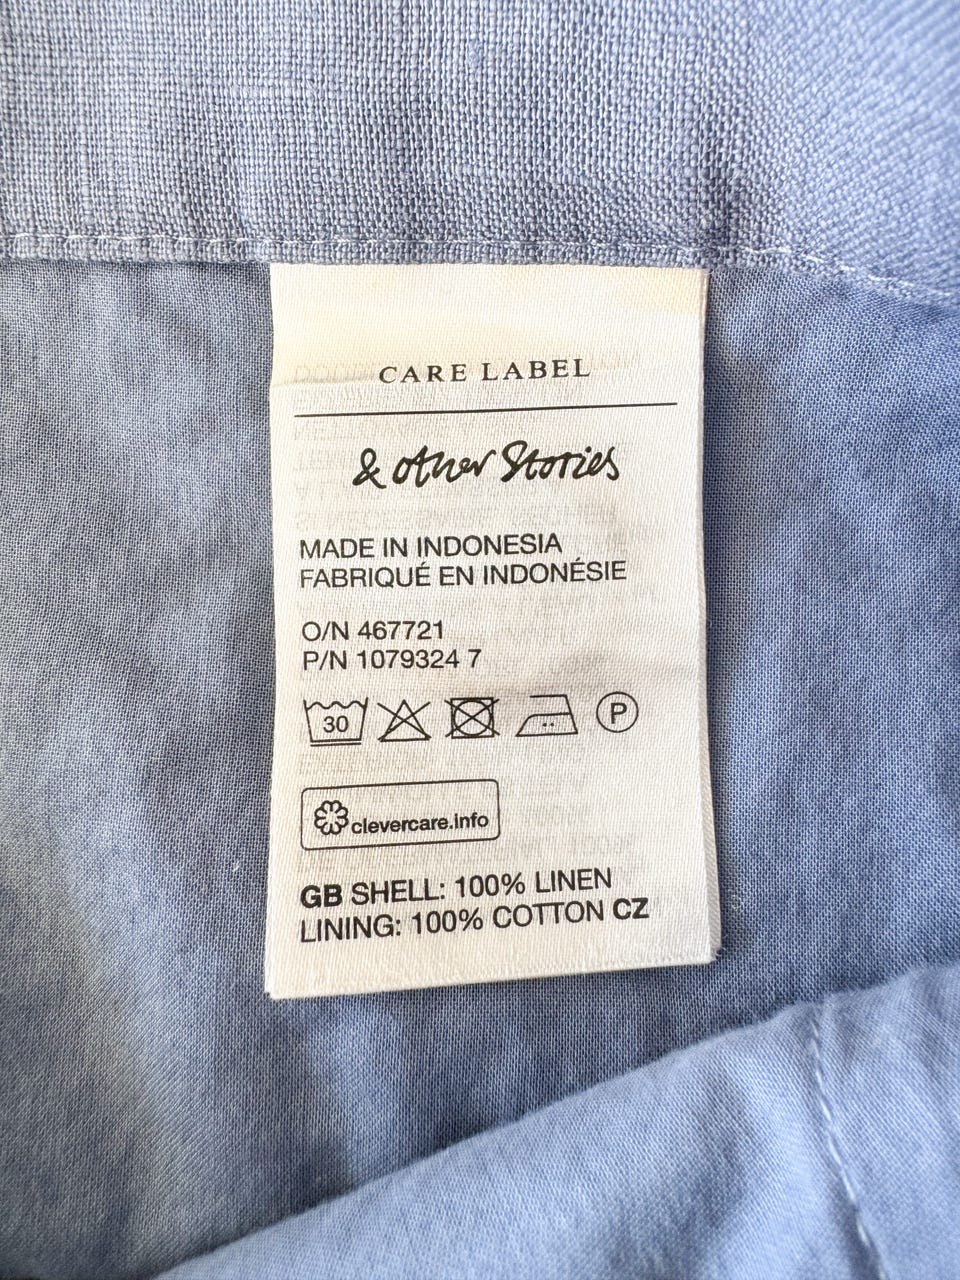 CARE LABEL
& other Stories
MADE IN INDONESIA
FABRIQUÉ EN INDONÉSIE
O/N 467721
P/N 1079324 7
30 P
clevercare.info
GB SHELL: 100% LINEN
LINING: 100% COTTON CZ